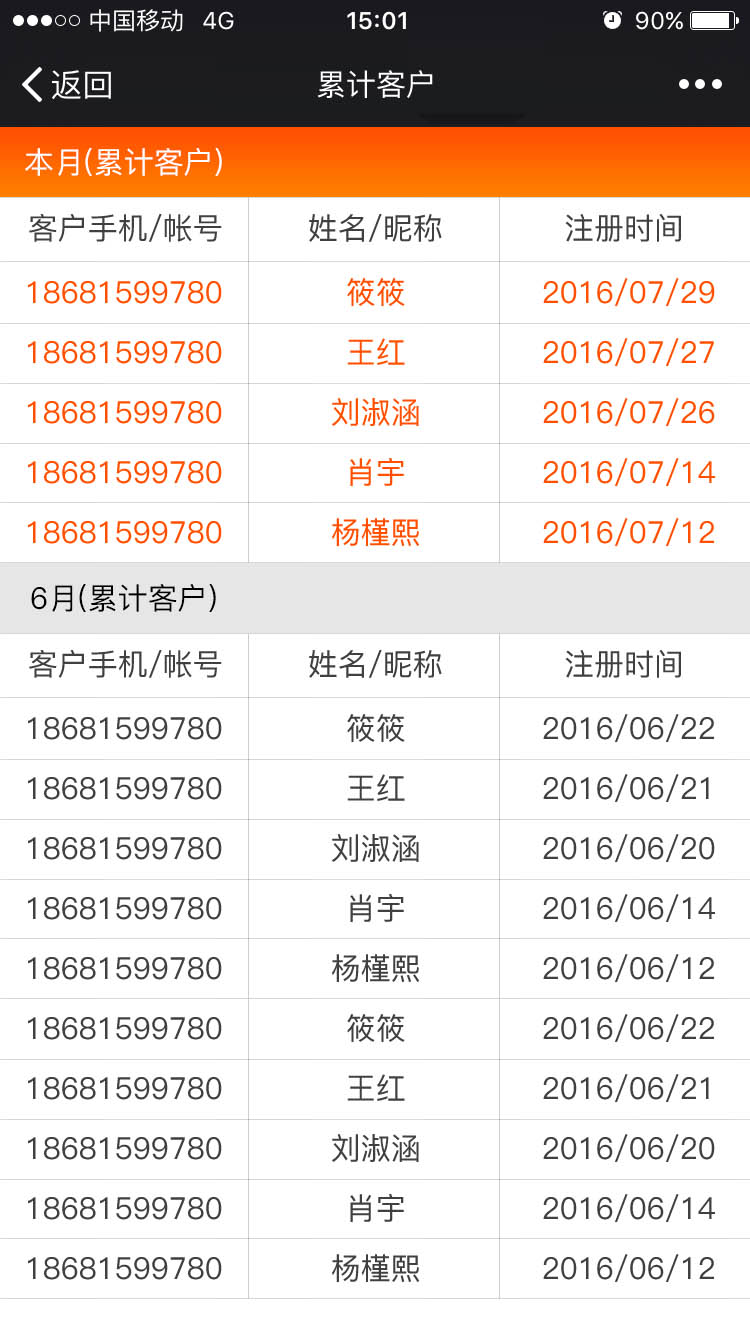 中国移动 4G 15:01 90%
返回 累计客户
本月(累计客户)
客户手机/帐号 姓名/昵称 注册时间
18681599780 筱筱 2016/07/29
18681599780 王红 2016/07/27
18681599780 刘淑涵 2016/07/26
18681599780 肖宇 2016/07/14
18681599780 杨槿熙 2016/07/12
6月(累计客户)
客户手机/帐号 姓名/昵称 注册时间
18681599780 筱筱 2016/06/22
18681599780 王红 2016/06/21
18681599780 刘淑涵 2016/06/20
18681599780 肖宇 2016/06/14
18681599780 杨槿熙 2016/06/12
18681599780 筱筱 2016/06/22
18681599780 王红 2016/06/21
18681599780 刘淑涵 2016/06/20
18681599780 肖宇 2016/06/14
18681599780 杨槿熙 2016/06/12